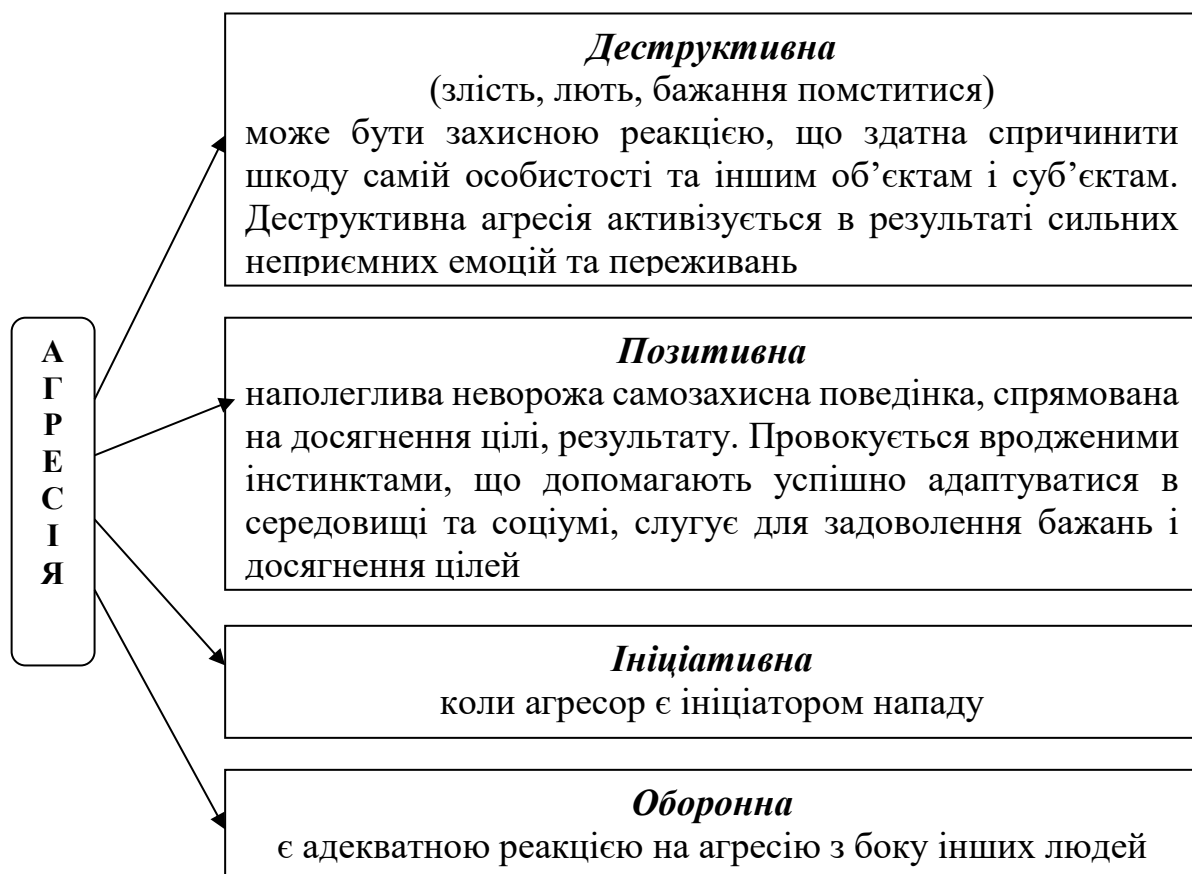 Деструктивна
(злість, лють, бажання помститися)
може бути захисною реакцією, що здатна спричинити
шкоду самій особистості та іншим об’єктам і суб’єктам.
Деструктивна агресія активізується в результаті сильних
неприємних емоцій та переживань
А
Г
Р
Е
С
І
Я
Позитивна
наполеглива неворожа самозахисна поведінка, спрямована
на досягнення цілі, результату. Провокується вродженими
інстинктами, що допомагають успішно адаптуватися в
середовищі та соціумі, слугує для задоволення бажань і
досягнення цілей
Ініціативна
коли агресор є ініціатором нападу
Оборонна
є адекватною реакцією на агресію з боку інших людей